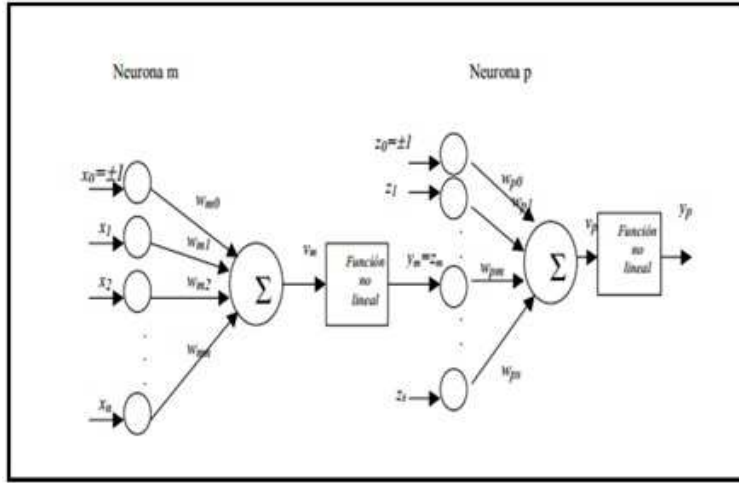 Neurona m
Neurona p
x₀=±1
x₁
x₂
xₙ
wₘ₀
wₘ₁
wₘ₂
Σ
vₘ
Función
no
lineal
yₘ=zₘ
z₀=±1
z₁
wₚ₀
wₚ₁
wₚₘ
wₚₛ
Σ
vₚ
Función
no
lineal
yₚ